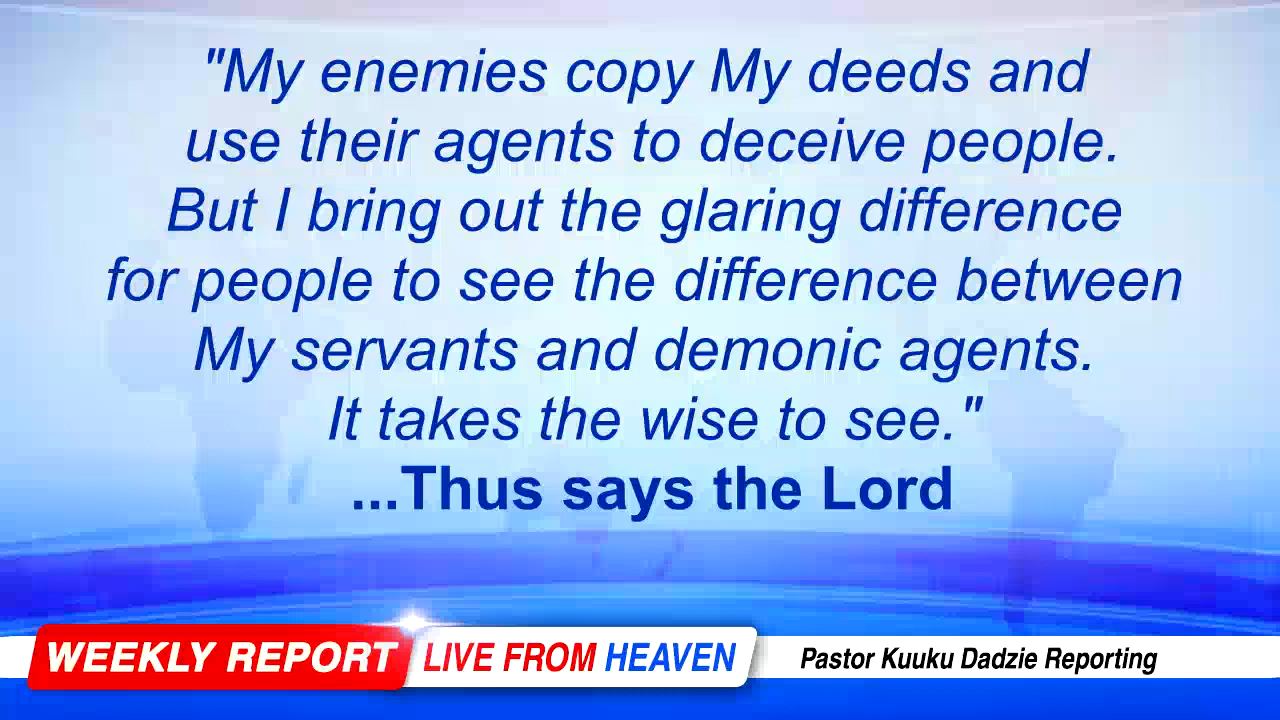 "My enemies copy My deeds and
use their agents to deceive people.
But I bring out the glaring difference
for people to see the difference between
My servants and demonic agents.
It takes the wise to see."
...Thus says the Lord
WEEKLY REPORT LIVE FROM HEAVEN Pastor Kuuku Dadzie Reporting